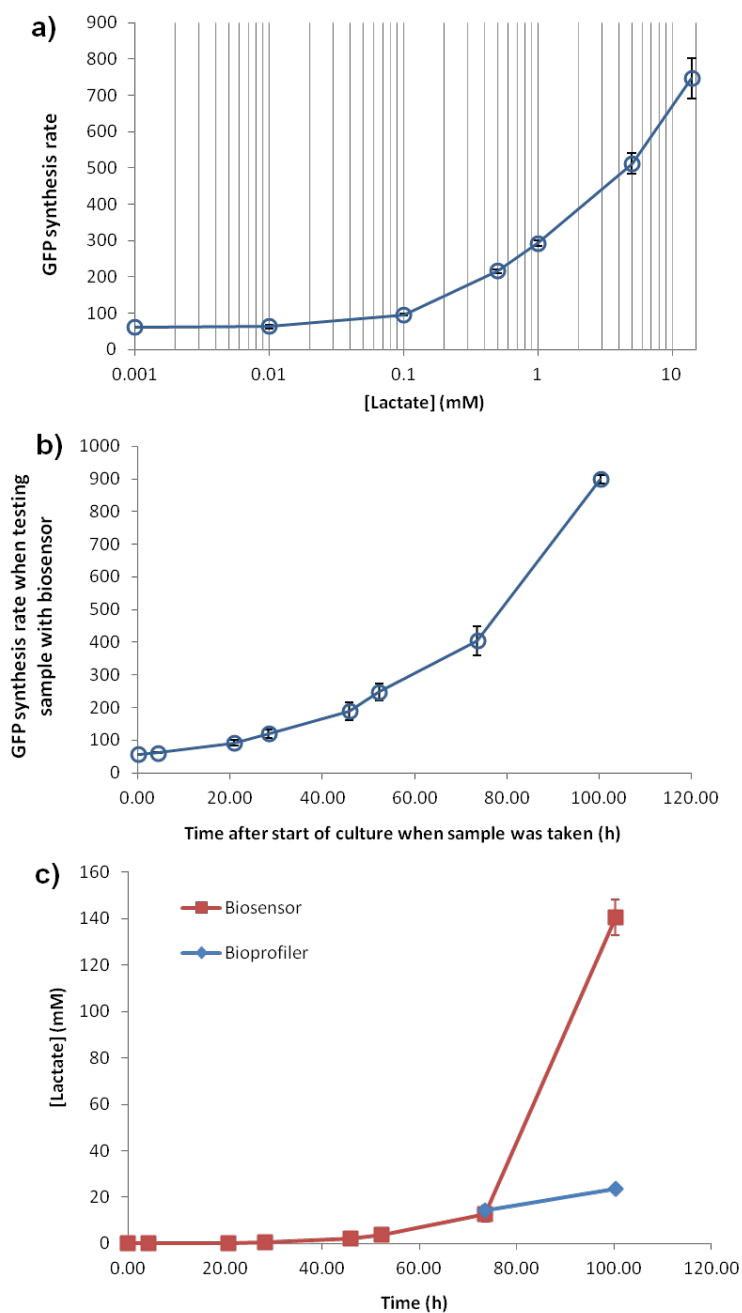 a)
900
800
700
600
500
400
300
200
100
0
GFP synthesis rate
0.001 0.01 0.1 1 10
[Lactate] (mM)
b)
1000
900
800
700
600
500
400
300
200
100
0
GFP synthesis rate when testing
sample with biosensor
0.00 20.00 40.00 60.00 80.00 100.00 120.00
Time after start of culture when sample was taken (h)
c)
160
140
120
100
80
60
40
20
0
[Lactate] (mM)
Biosensor
Bioprofiler
0.00 20.00 40.00 60.00 80.00 100.00 120.00
Time (h)